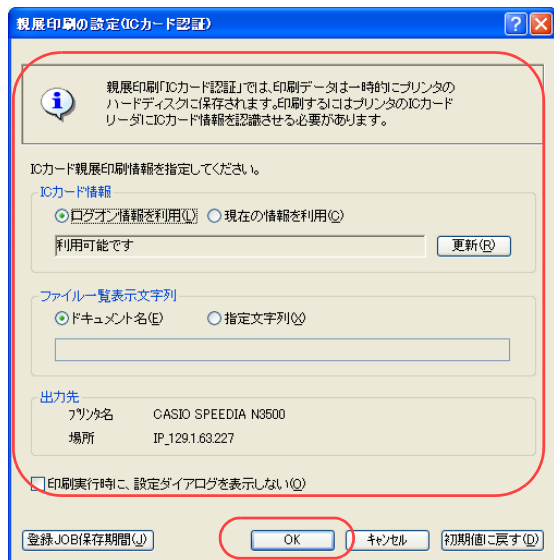 親展印刷の設定(ICカード認証)
親展印刷「ICカード認証」では、印刷データは一時的にプリンタの
ハードディスクに保存されます。印刷するにはプリンタのICカード
リーダにICカード情報を認識させる必要があります。
ICカード親展印刷情報を指定してください。
ICカード情報
ログオン情報を利用(L) 現在の情報を利用(C)
利用可能です 更新(R)
ファイル一覧表示文字列
ドキュメント名(E) 指定文字列(X)
出力先
プリンタ名 CASIO SPEEDIA N3500
場所 IP_129.1.63.227
印刷実行時に、設定ダイアログを表示しない(O)
登録JOB保存期間(J) OK キャンセル 初期値に戻す(D)